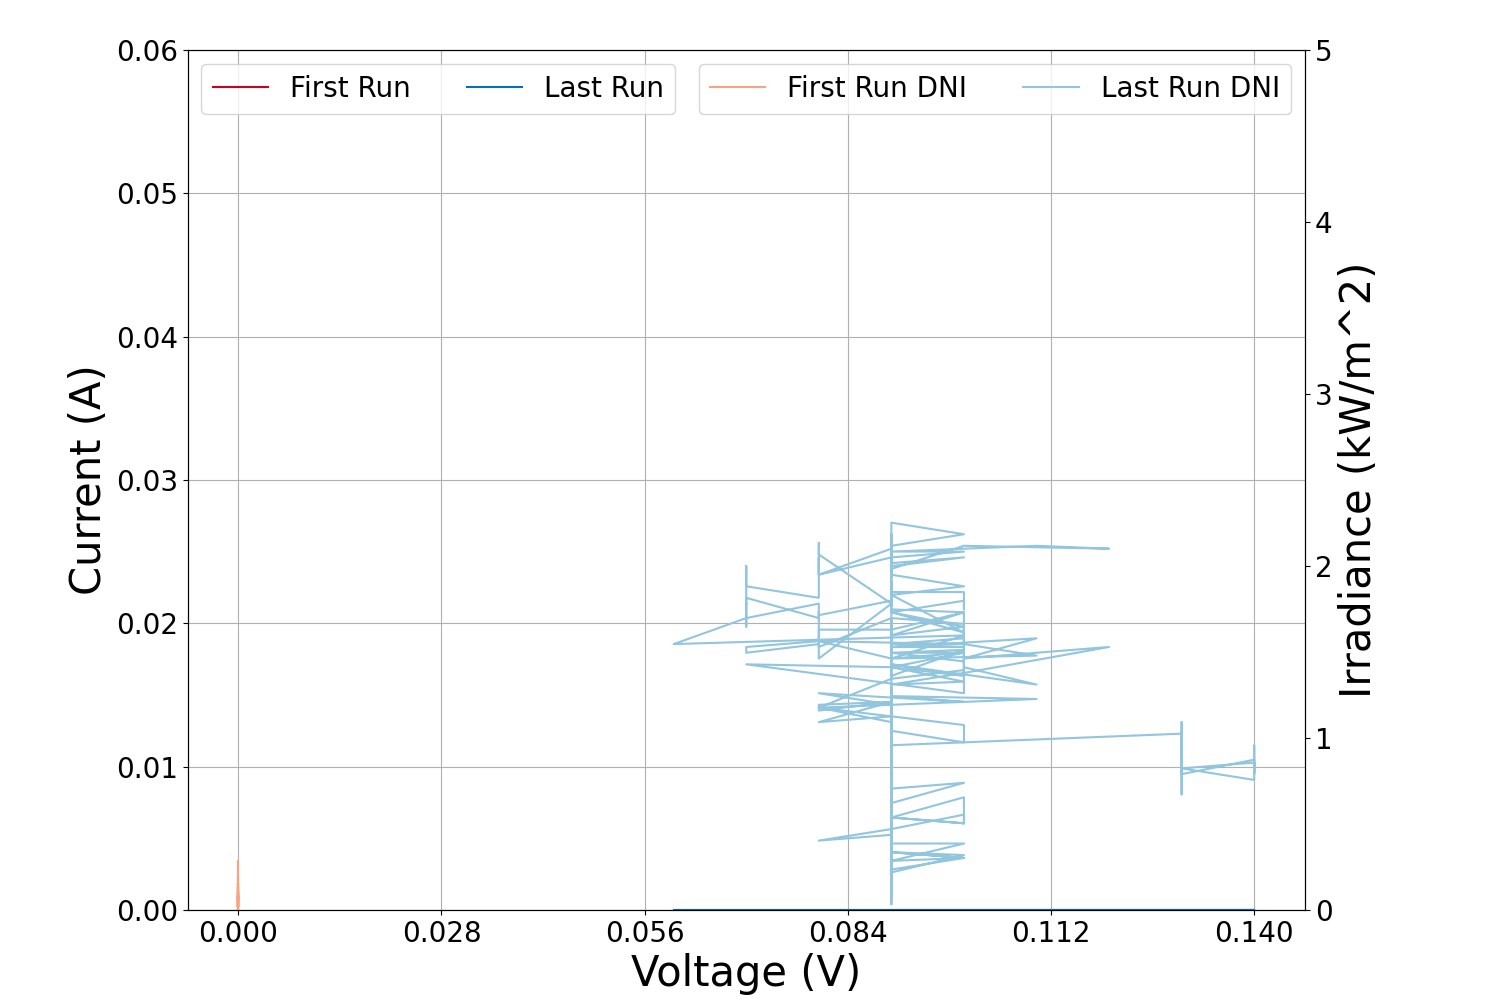 First Run
Last Run
First Run DNI
Last Run DNI
0.06
0.05
0.04
0.03
0.02
0.01
0.00
Current (A)
5
4
3
2
1
0
Irradiance (kW/m^2)
0.000
0.028
0.056
0.084
0.112
0.140
Voltage (V)